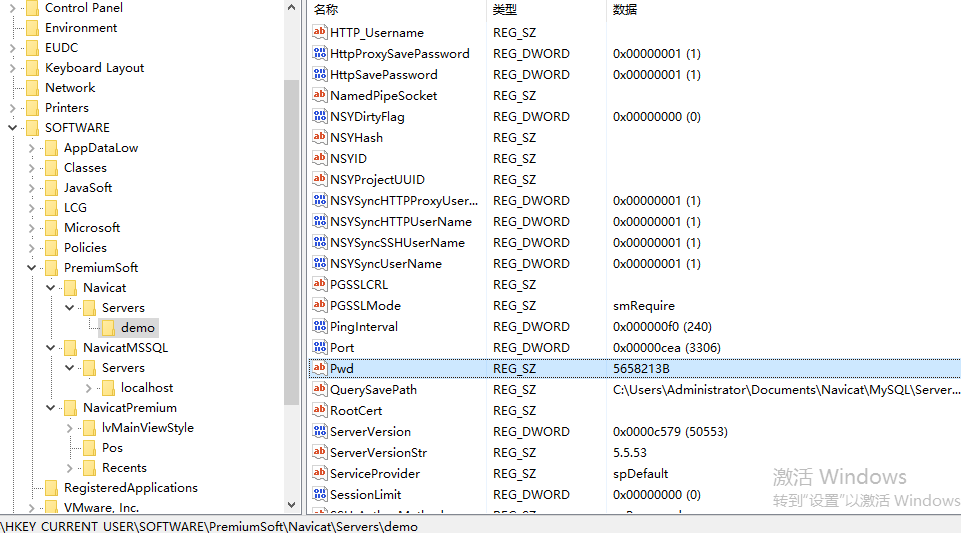 Control Panel
Environment
EUDC
Keyboard Layout
Network
Printers
SOFTWARE
AppDataLow
Classes
JavaSoft
LCG
Microsoft
Policies
PremiumSoft
Navicat
Servers
demo
NavicatMSSQL
Servers
localhost
NavicatPremium
lvMainViewStyle
Pos
Recents
RegisteredApplications
VMware, Inc.
名称 类型 数据
HTTP_Username REG_SZ
HttpProxySavePassword REG_DWORD 0x00000001 (1)
HttpSavePassword REG_DWORD 0x00000001 (1)
NamedPipeSocket REG_SZ
NSYDirtyFlag REG_DWORD 0x00000000 (0)
NSYHash REG_SZ
NSYID REG_SZ
NSYProjectUUID REG_SZ
NSYSyncHTTPProxyUser... REG_DWORD 0x00000001 (1)
NSYSyncHTTPUserName REG_DWORD 0x00000001 (1)
NSYSyncSSHUserName REG_DWORD 0x00000001 (1)
NSYSyncUserName REG_DWORD 0x00000001 (1)
PGSSLCRL REG_SZ
PGSSLMode REG_SZ smRequire
PingInterval REG_DWORD 0x000000f0 (240)
Port REG_DWORD 0x00000cea (3306)
Pwd REG_SZ 5658213B
QuerySavePath REG_SZ C:\Users\Administrator\Documents\Navicat\MySQL\Server...
RootCert REG_SZ
ServerVersion REG_DWORD 0x0000c579 (50553)
ServerVersionStr REG_SZ 5.5.53
ServiceProvider REG_SZ spDefault
SessionLimit REG_DWORD 0x00000000 (0)
激活 Windows
转到"设置"以激活 Windows
\HKEY CURRENT USER\SOFTWARE\PremiumSoft\Navicat\Servers\demo